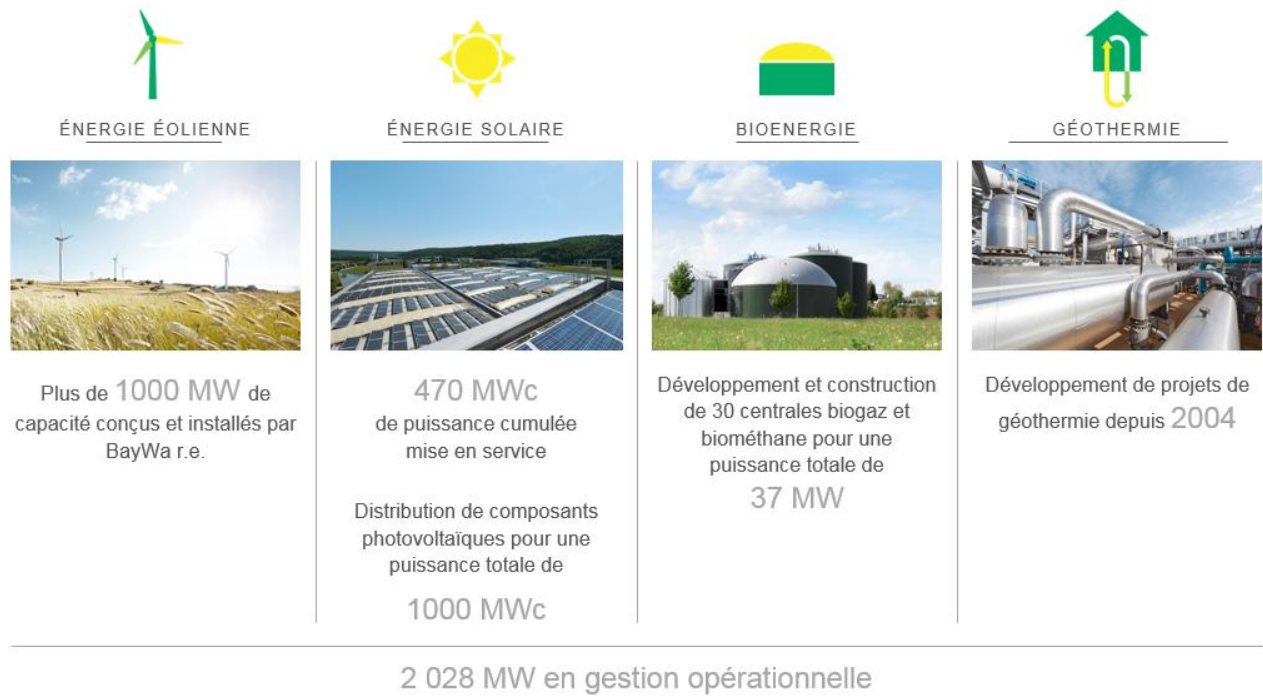 ÉNERGIE ÉOLIENNE
ÉNERGIE SOLAIRE
BIOENERGIE
GÉOTHERMIE
Plus de 1000 MW de
capacité conçus et installés par
BayWa r.e.
470 MWc
de puissance cumulée
mise en service
Distribution de composants
photovoltaïques pour une
puissance totale de
1000 MWc
Développement et construction
de 30 centrales biogaz et
biométhane pour une
puissance totale de
37 MW
Développement de projets de
géothermie depuis 2004
2 028 MW en gestion opérationnelle